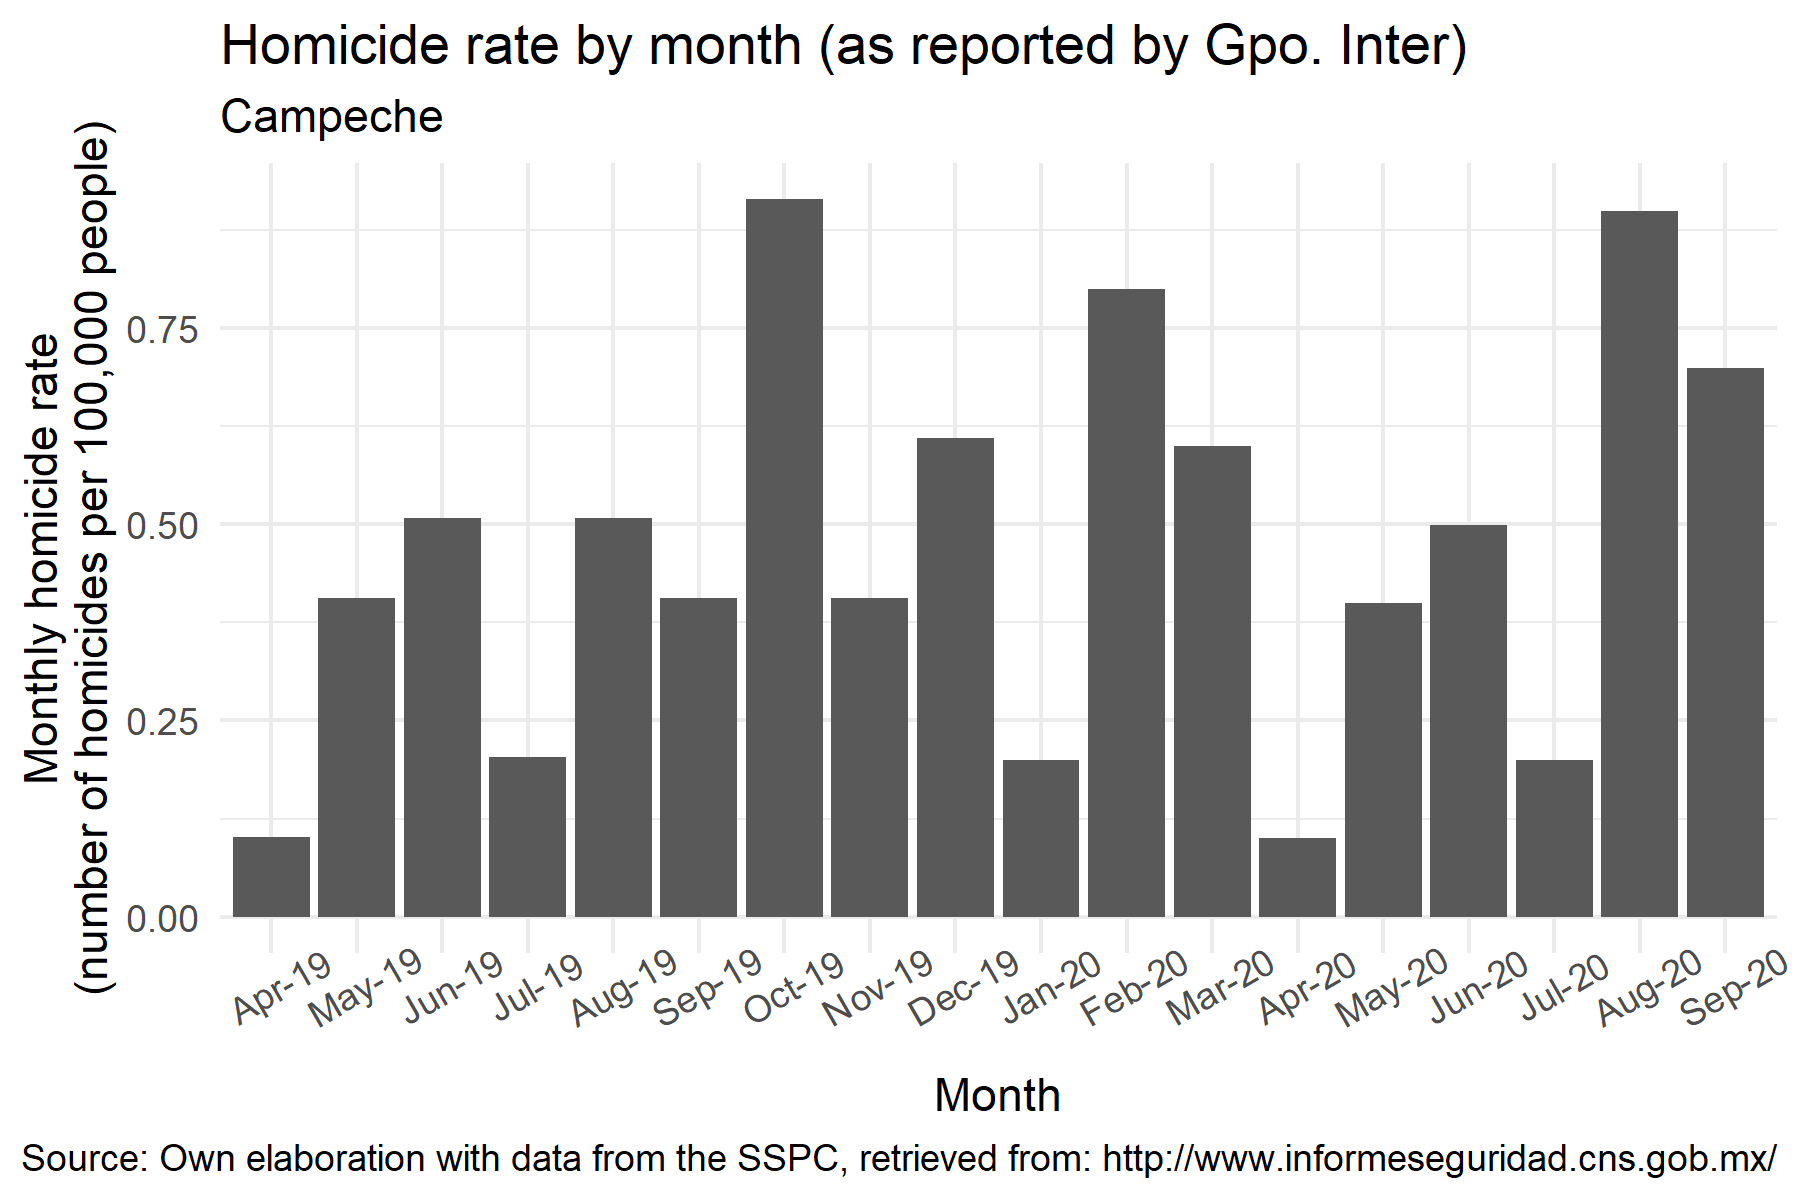 Homicide rate by month (as reported by Gpo. Inter)
Campeche
Monthly homicide rate
(number of homicides per 100,000 people)
0.75
0.50
0.25
0.00
Apr-19
May-19
Jun-19
Jul-19
Aug-19
Sep-19
Oct-19
Nov-19
Dec-19
Jan-20
Feb-20
Mar-20
Apr-20
May-20
Jun-20
Jul-20
Aug-20
Sep-20
Month
Source: Own elaboration with data from the SSPC, retrieved from: http://www.informeseguridad.cns.gob.mx/